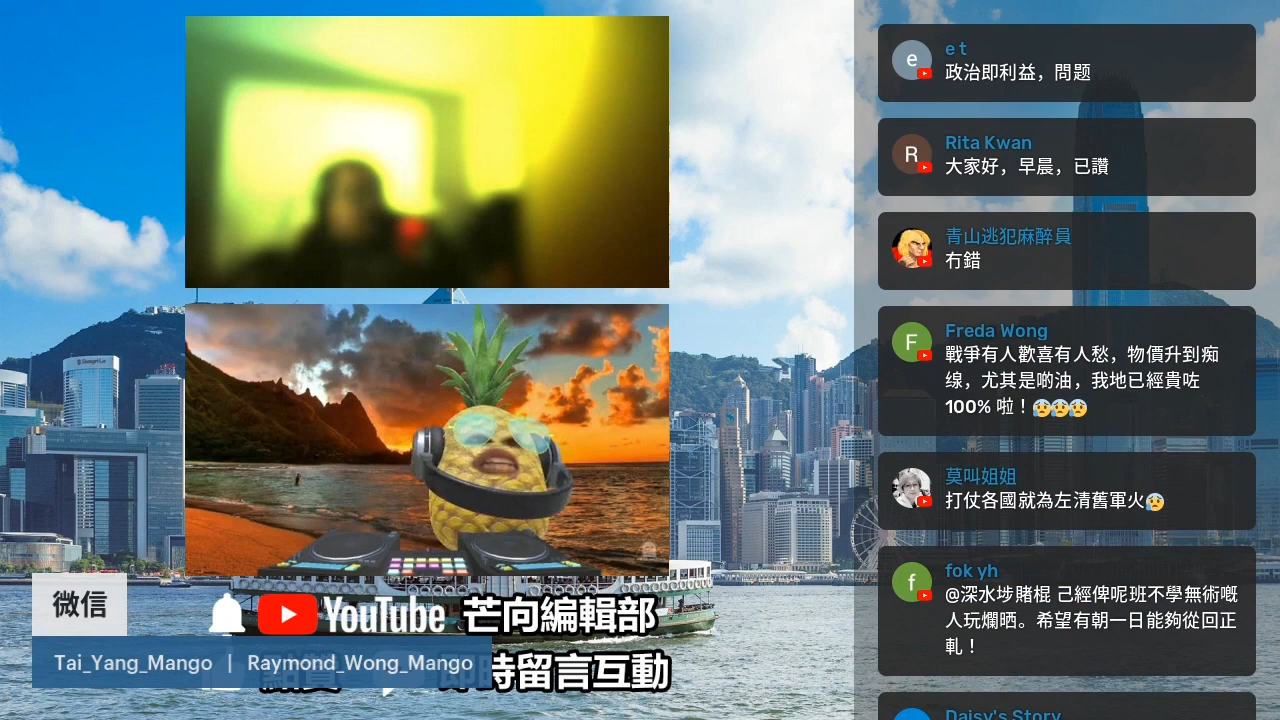 e t
政治即利益，問題
Rita Kwan
大家好，早晨，已讚
青山逃犯麻醉員
冇錯
Freda Wong
戰爭有人歡喜有人愁，物價升到痴
線，尤其是啲油，我地已經貴咗
100% 啦！😰😰😰
莫叫姐姐
打仗各國就為左清舊軍火😰
fok yh
@深水埗賭棍 己經俾呢班不學無術嘅
人玩爛晒。希望有朝一日能夠從回正
軋！
Daisy's Story
微信
YouTube 芒向編輯部
Tai_Yang_Mango | Raymond_Wong_Mango
即時留言互動